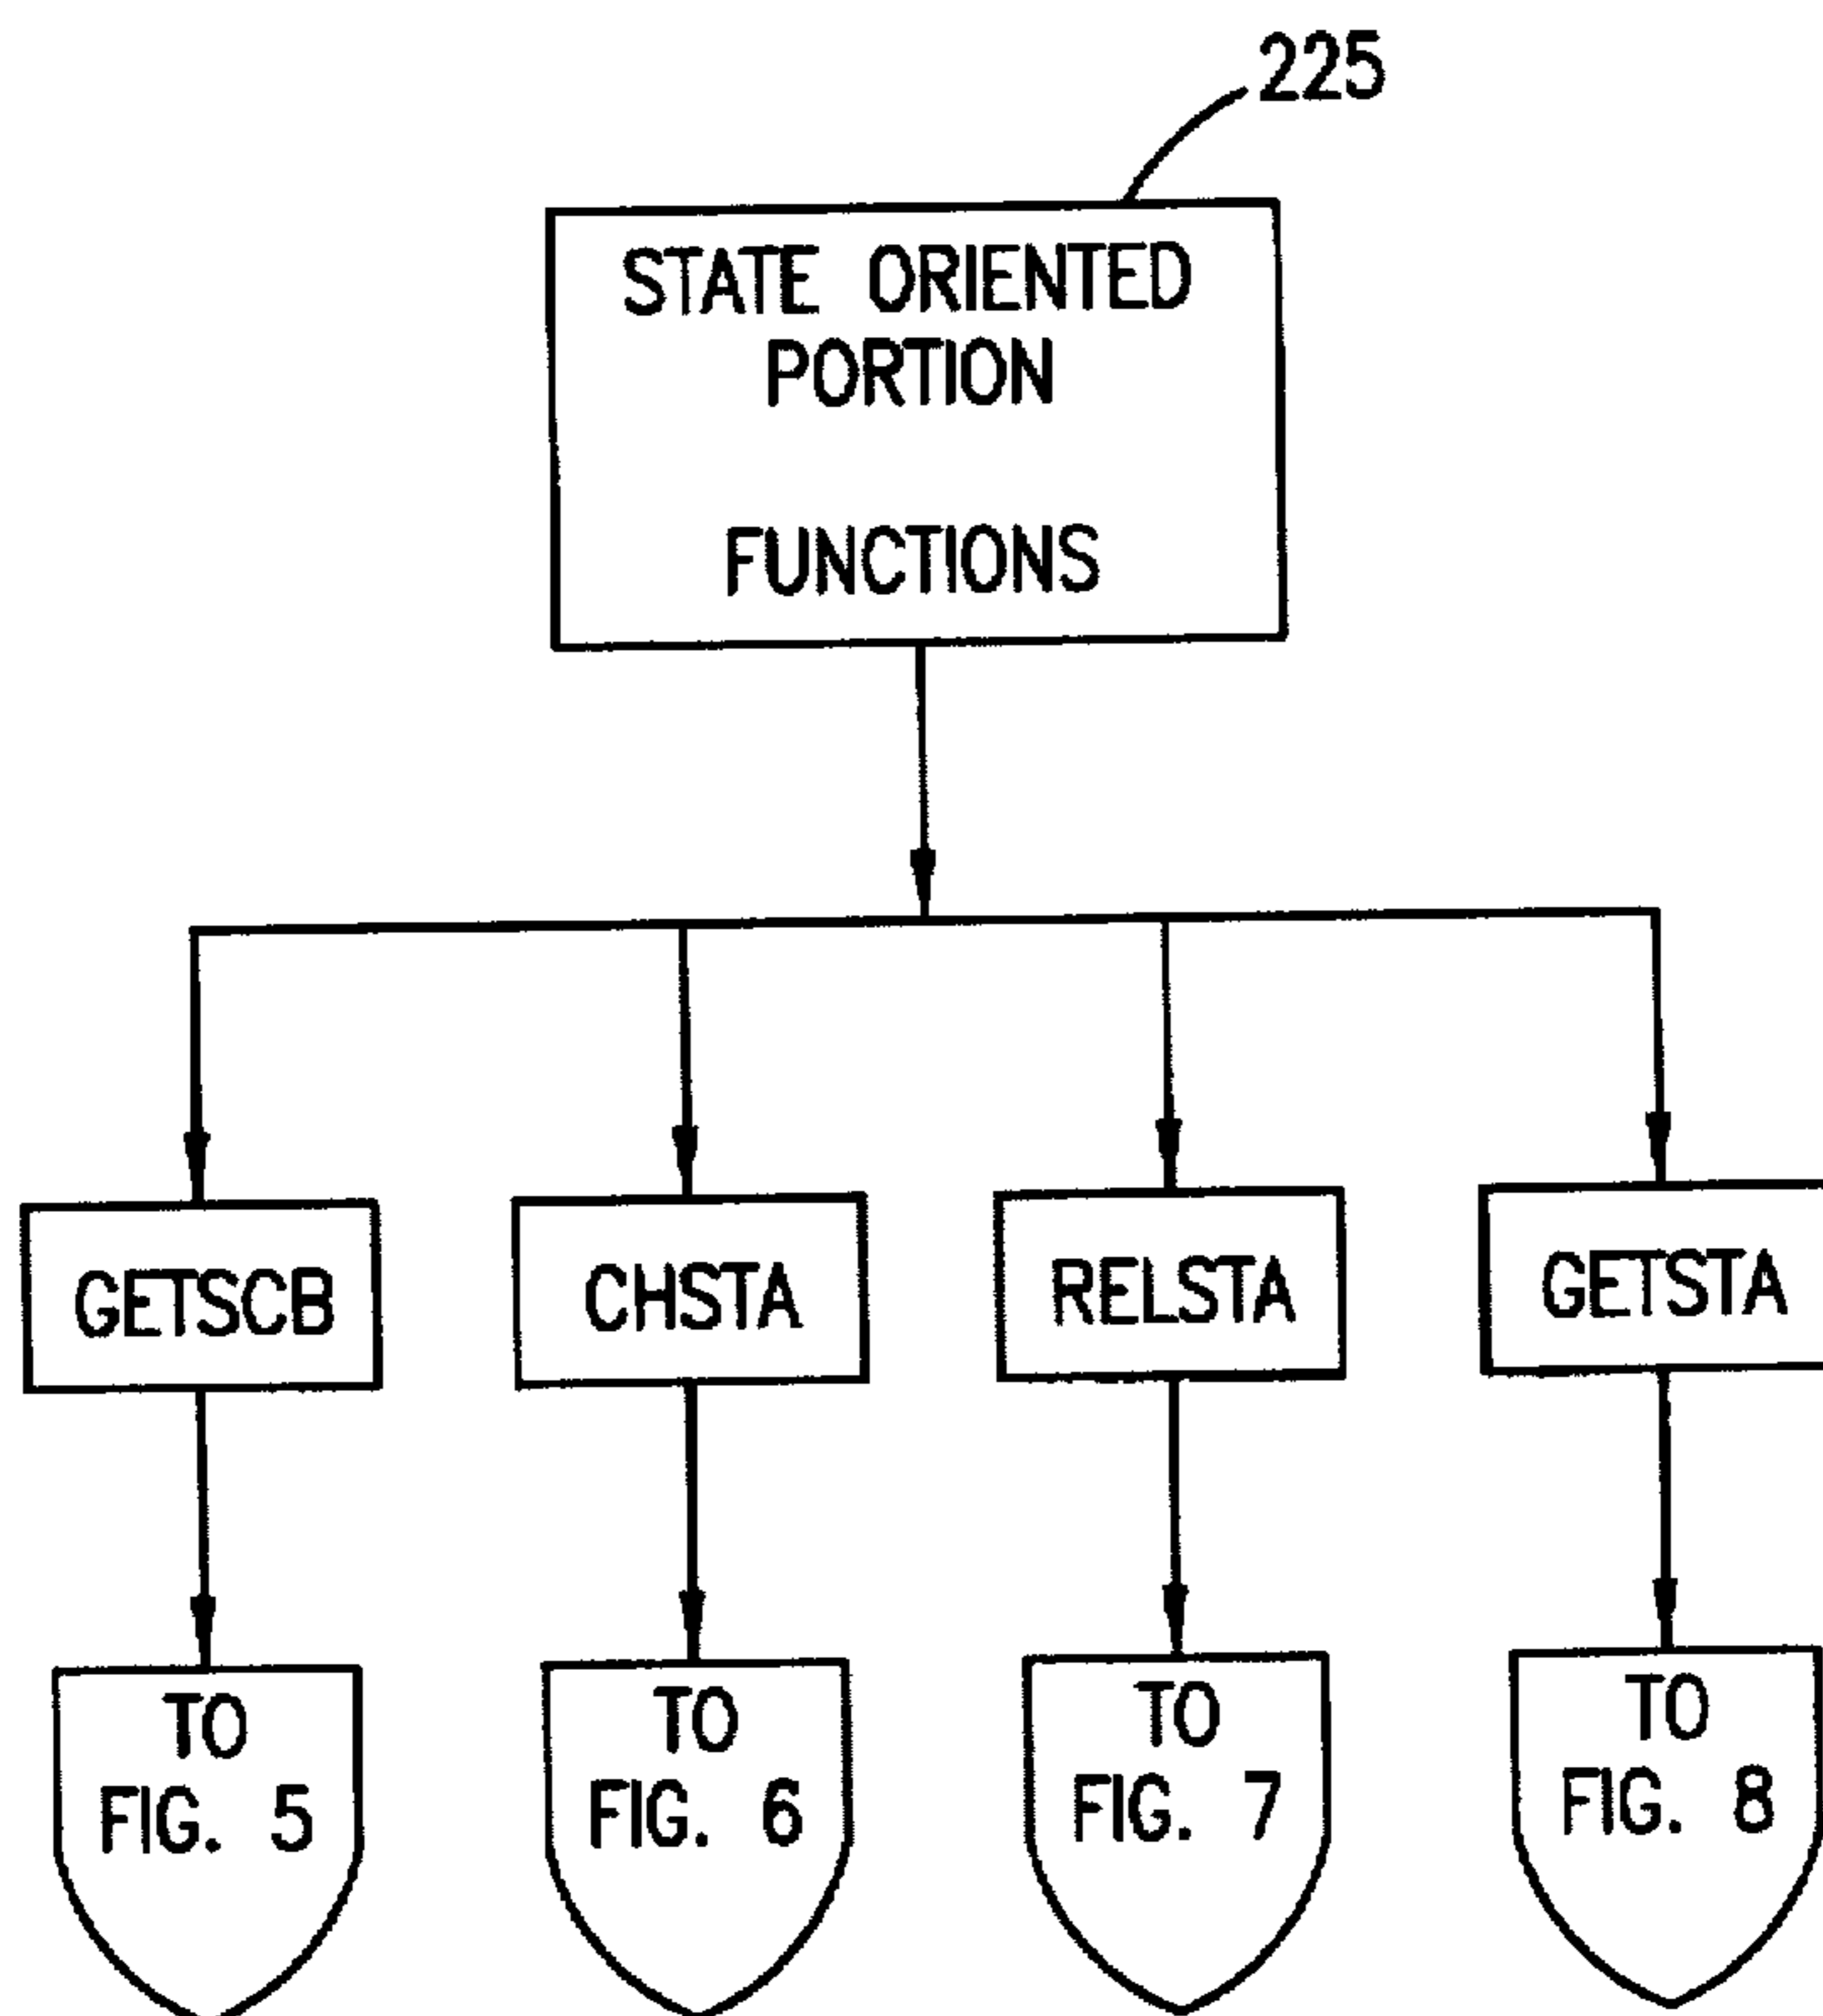 225
STATE ORIENTED
PORTION
FUNCTIONS
GETSCB
CHSTA
RELSTA
GETSTA
TO
FIG. 5
TO
FIG. 6
TO
FIG. 7
TO
FIG. 8